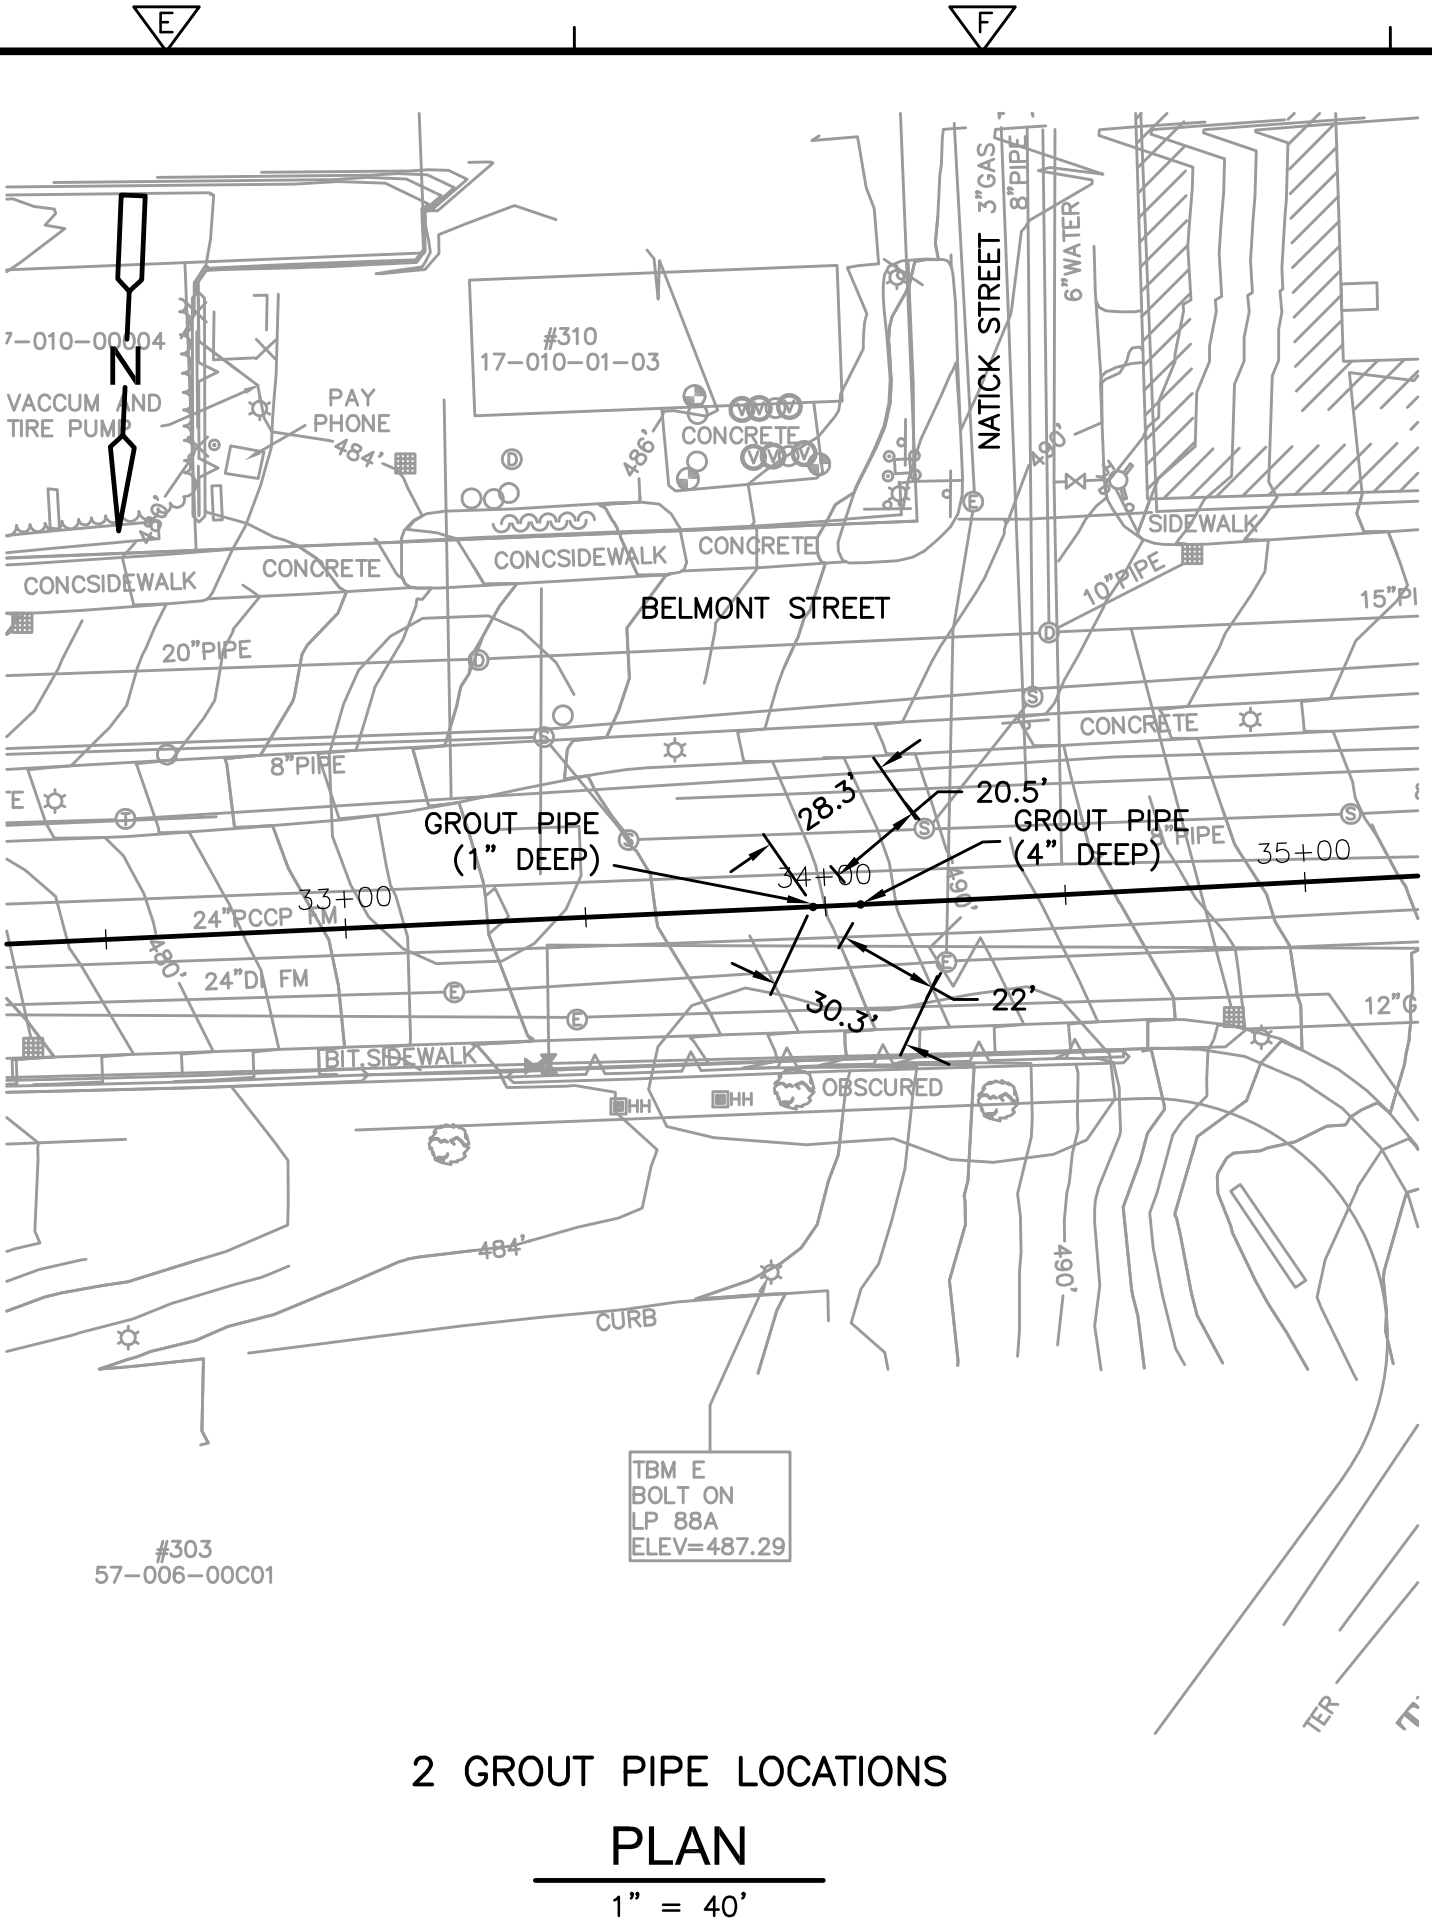 E
F
NATICK STREET
3"GAS
8"PIPE
6"WATER
#310
17-010-01-03
7-010-00004
N
VACCUM AND
TIRE PUMP
PAY
PHONE
484'
486'
490'
480'
CONCRETE
V
V
V
V
V
V
D
E
SIDEWALK
CONCSIDEWALK
CONCRETE
CONCSIDEWALK
CONCRETE
10"PIPE
15"PI
BELMONT STREET
20"PIPE
D
D
S
S
CONCRETE
8"PIPE
TE
T
28.3'
20.5'
GROUT PIPE
(1" DEEP)
GROUT PIPE
(4" DEEP)
S
S
8"PIPE
S
8
33+00
34+00
35+00
24"PCCP FM
490'
480'
24"DI FM
E
E
E
30.3'
22'
12"G
BIT.SIDEWALK
HH
HH
OBSCURED
484'
490'
CURB
TBM E
BOLT ON
LP 88A
ELEV=487.29
#303
57-006-00C01
TER
2 GROUT PIPE LOCATIONS
PLAN
1" = 40'